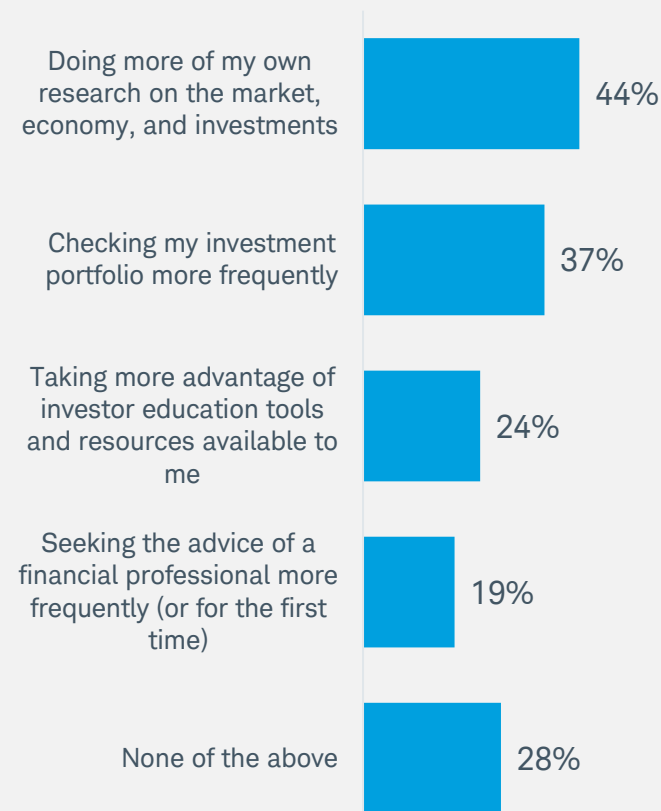 Doing more of my own
research on the market,
economy, and investments
44%
Checking my investment
portfolio more frequently
37%
Taking more advantage of
investor education tools
and resources available to
me
24%
Seeking the advice of a
financial professional more
frequently (or for the first
time)
19%
None of the above
28%